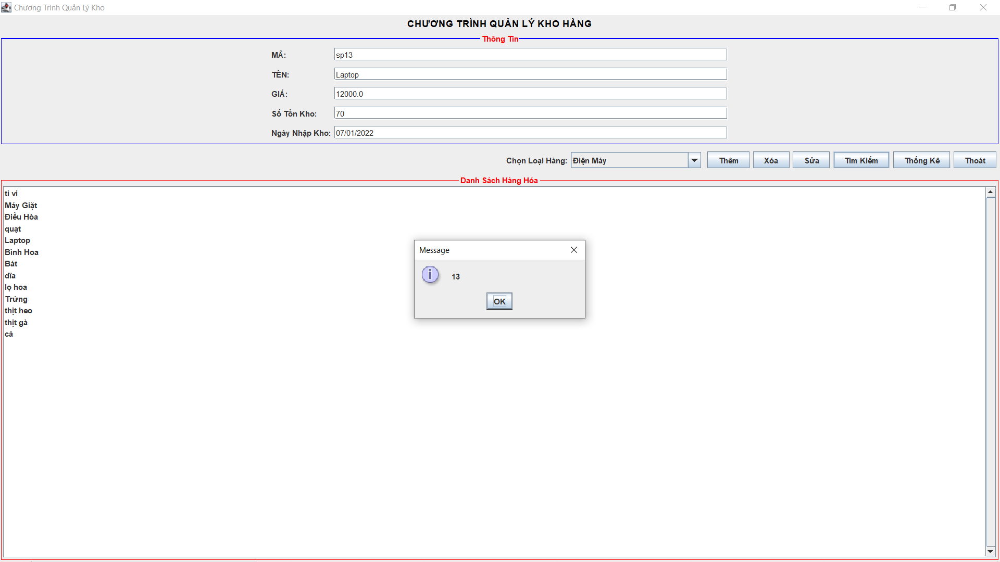 Chương Trình Quản Lý Kho
CHƯƠNG TRÌNH QUẢN LÝ KHO HÀNG
Thông Tin
MÃ: sp13
TÊN: Laptop
GIÁ: 12000.0
Số Tồn Kho: 70
Ngày Nhập Kho: 07/01/2022
Chọn Loại Hàng: Điện Máy Thêm Xóa Sửa Tìm Kiếm Thống Kê Thoát
Danh Sách Hàng Hóa
ti vi
Máy Giặt
Điều Hòa
quạt
Laptop
Bình Hoa
Bát
dĩa
lọ hoa
Trứng
thịt heo
thịt gà
cá
Message
13
OK